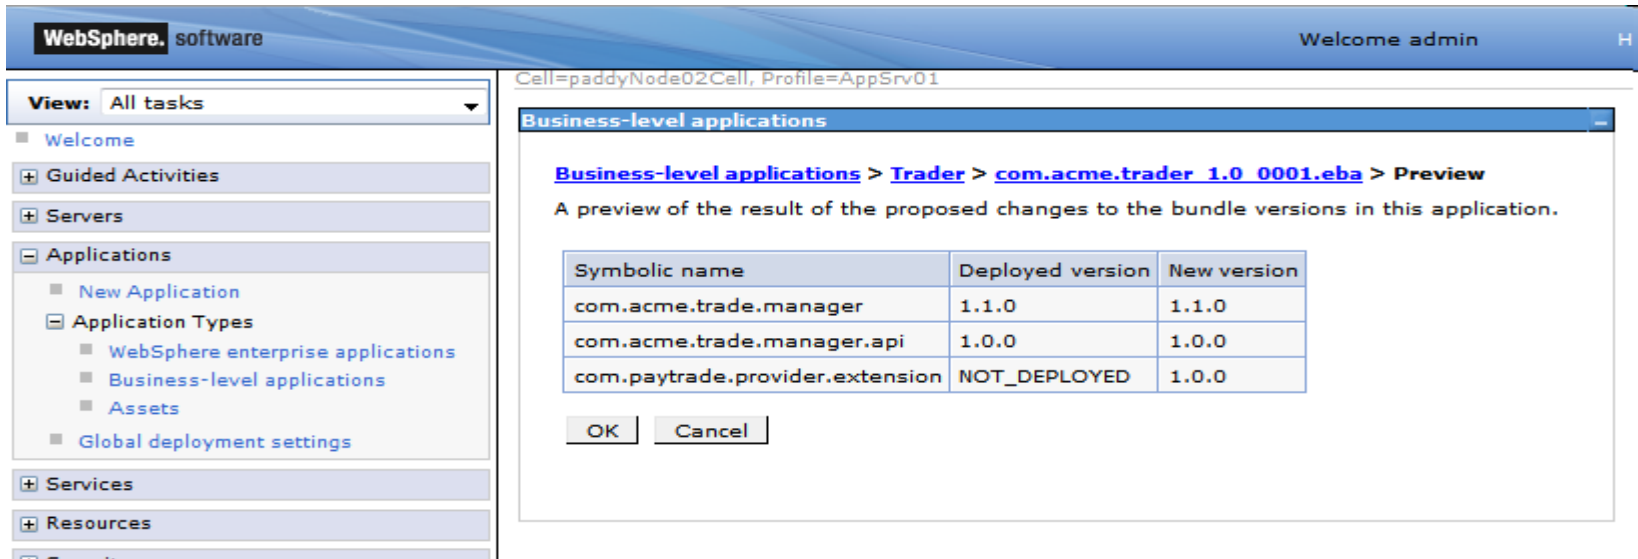 WebSphere. software
Welcome admin
H
View: All tasks
Welcome
Guided Activities
Servers
Applications
New Application
Application Types
WebSphere enterprise applications
Business-level applications
Assets
Global deployment settings
Services
Resources
Cell=paddyNode02Cell, Profile=AppSrv01
Business-level applications
Business-level applications > Trader > com.acme.trader_1.0_0001.eba > Preview
A preview of the result of the proposed changes to the bundle versions in this application.
Symbolic name Deployed version New version
com.acme.trade.manager 1.1.0 1.1.0
com.acme.trade.manager.api 1.0.0 1.0.0
com.paytrade.provider.extension NOT_DEPLOYED 1.0.0
OK Cancel